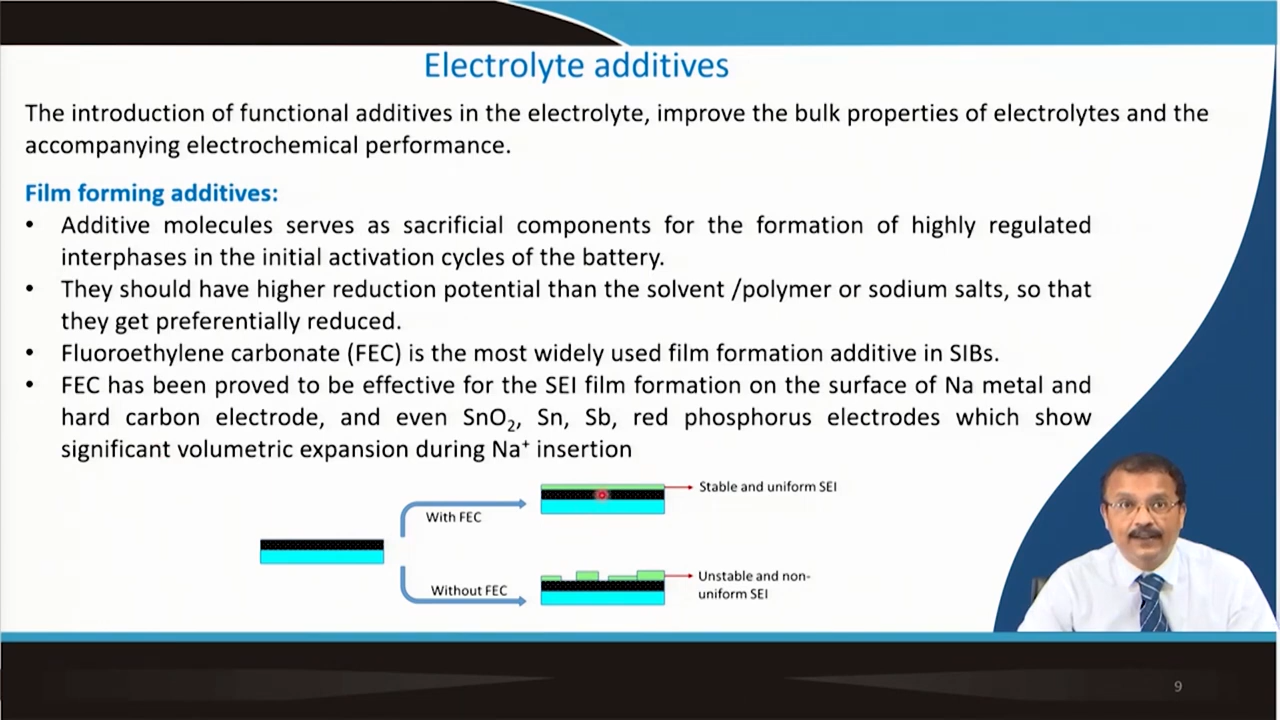 Electrolyte additives
The introduction of functional additives in the electrolyte, improve the bulk properties of electrolytes and the
accompanying electrochemical performance.
Film forming additives:
• Additive molecules serves as sacrificial components for the formation of highly regulated
interphases in the initial activation cycles of the battery.
• They should have higher reduction potential than the solvent /polymer or sodium salts, so that
they get preferentially reduced.
• Fluoroethylene carbonate (FEC) is the most widely used film formation additive in SIBs.
• FEC has been proved to be effective for the SEI film formation on the surface of Na metal and
hard carbon electrode, and even SnO₂, Sn, Sb, red phosphorus electrodes which show
significant volumetric expansion during Na⁺ insertion
With FEC
Stable and uniform SEI
Without FEC
Unstable and non-
uniform SEI
9